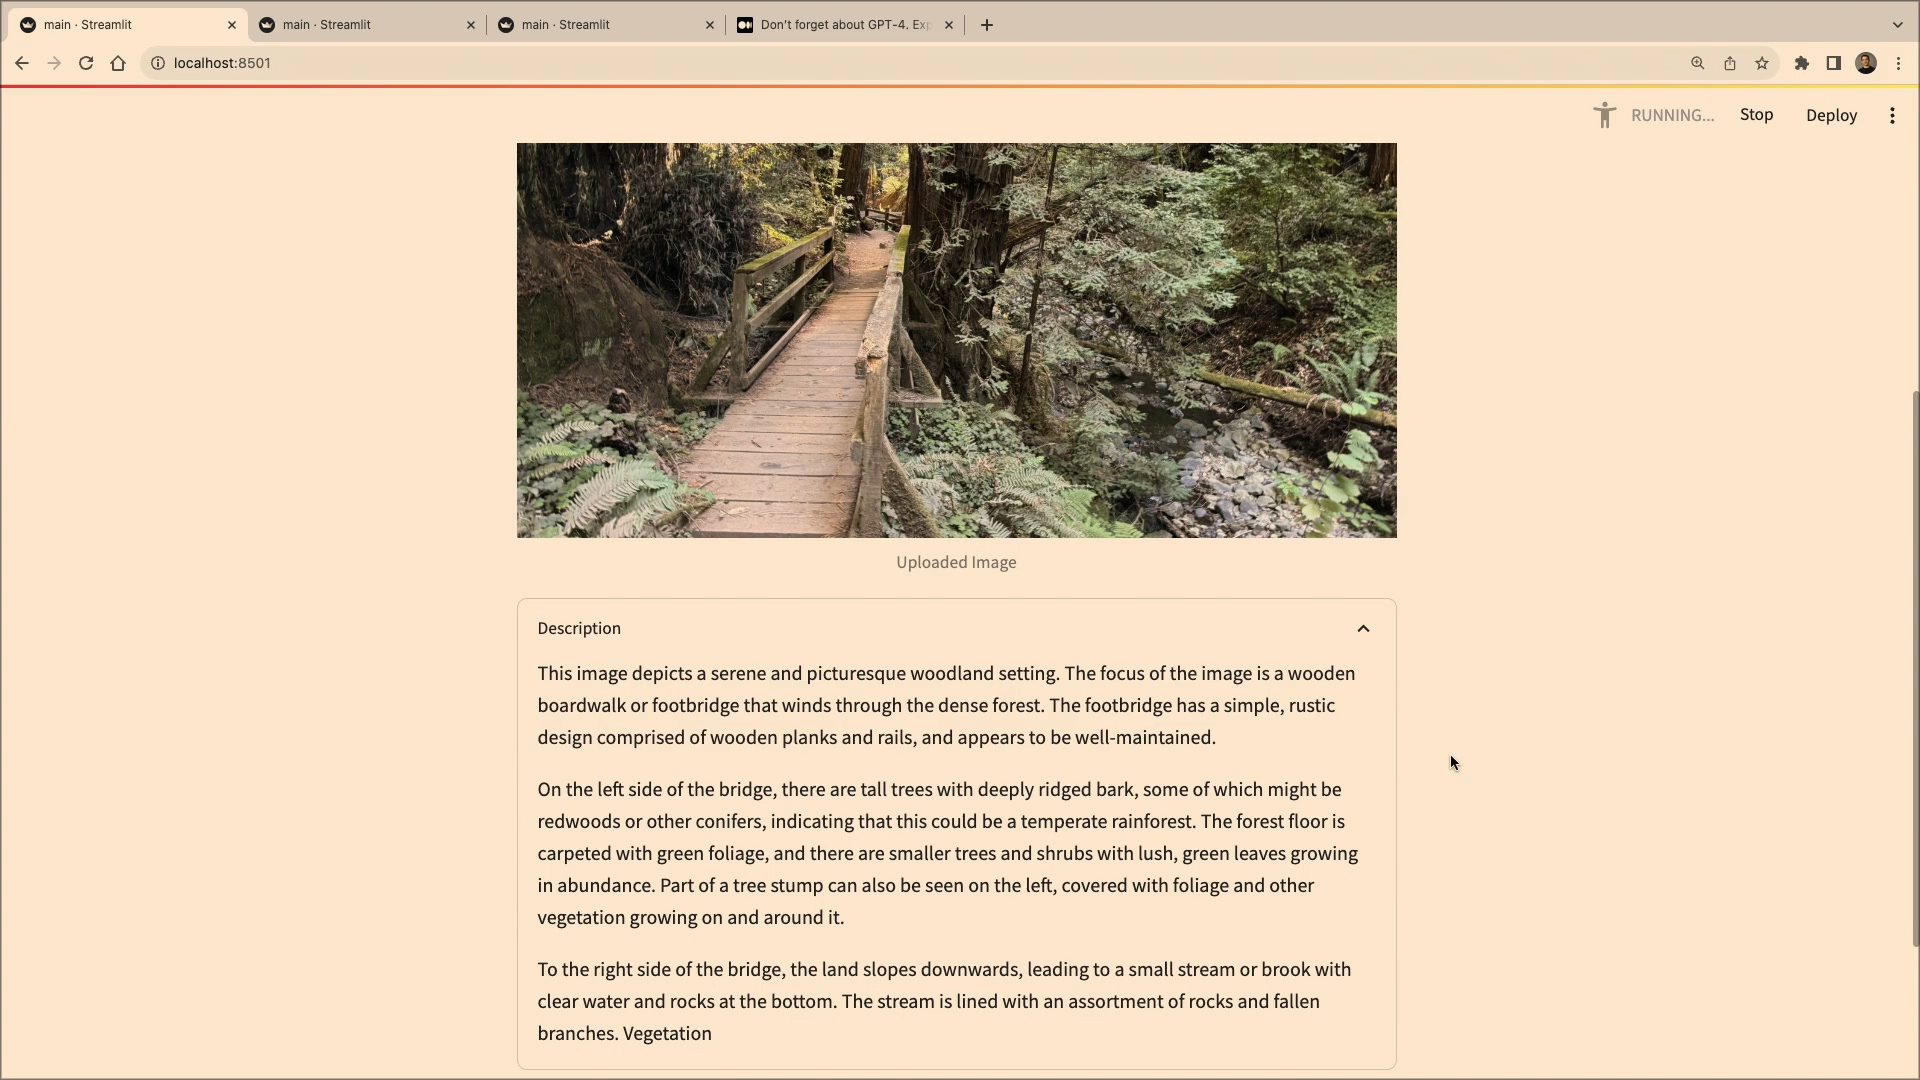 main · Streamlit
main · Streamlit
main · Streamlit
Don't forget about GPT-4. Exp
localhost:8501
RUNNING...
Stop
Deploy
Uploaded Image
Description
This image depicts a serene and picturesque woodland setting. The focus of the image is a wooden
boardwalk or footbridge that winds through the dense forest. The footbridge has a simple, rustic
design comprised of wooden planks and rails, and appears to be well-maintained.
On the left side of the bridge, there are tall trees with deeply ridged bark, some of which might be
redwoods or other conifers, indicating that this could be a temperate rainforest. The forest floor is
carpeted with green foliage, and there are smaller trees and shrubs with lush, green leaves growing
in abundance. Part of a tree stump can also be seen on the left, covered with foliage and other
vegetation growing on and around it.
To the right side of the bridge, the land slopes downwards, leading to a small stream or brook with
clear water and rocks at the bottom. The stream is lined with an assortment of rocks and fallen
branches. Vegetation